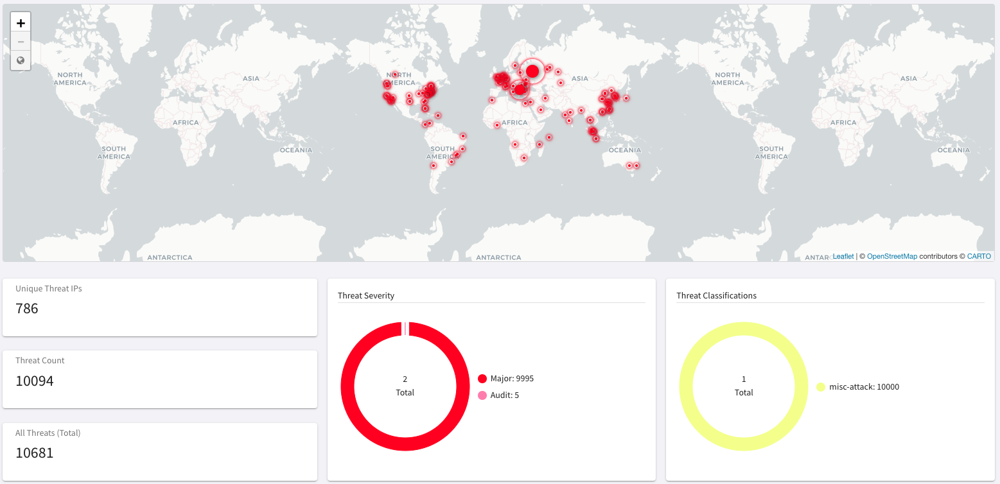 +
−
NORTH
AMERICA
ASIA
AFRICA
SOUTH
AMERICA
OCEANIA
ANTARCTICA
NORTH
AMERICA
ASIA
AFRICA
SOUTH
AMERICA
OCEANIA
ANTARCTICA
NORTH
AMERICA
ASIA
AFRICA
SOUTH
AMERICA
OCEANIA
ANTAR
Leaflet | © OpenStreetMap contributors © CARTO
Unique Threat IPs
786
Threat Count
10094
All Threats (Total)
10681
Threat Severity
2
Total
Major: 9995
Audit: 5
Threat Classifications
1
Total
misc-attack: 10000